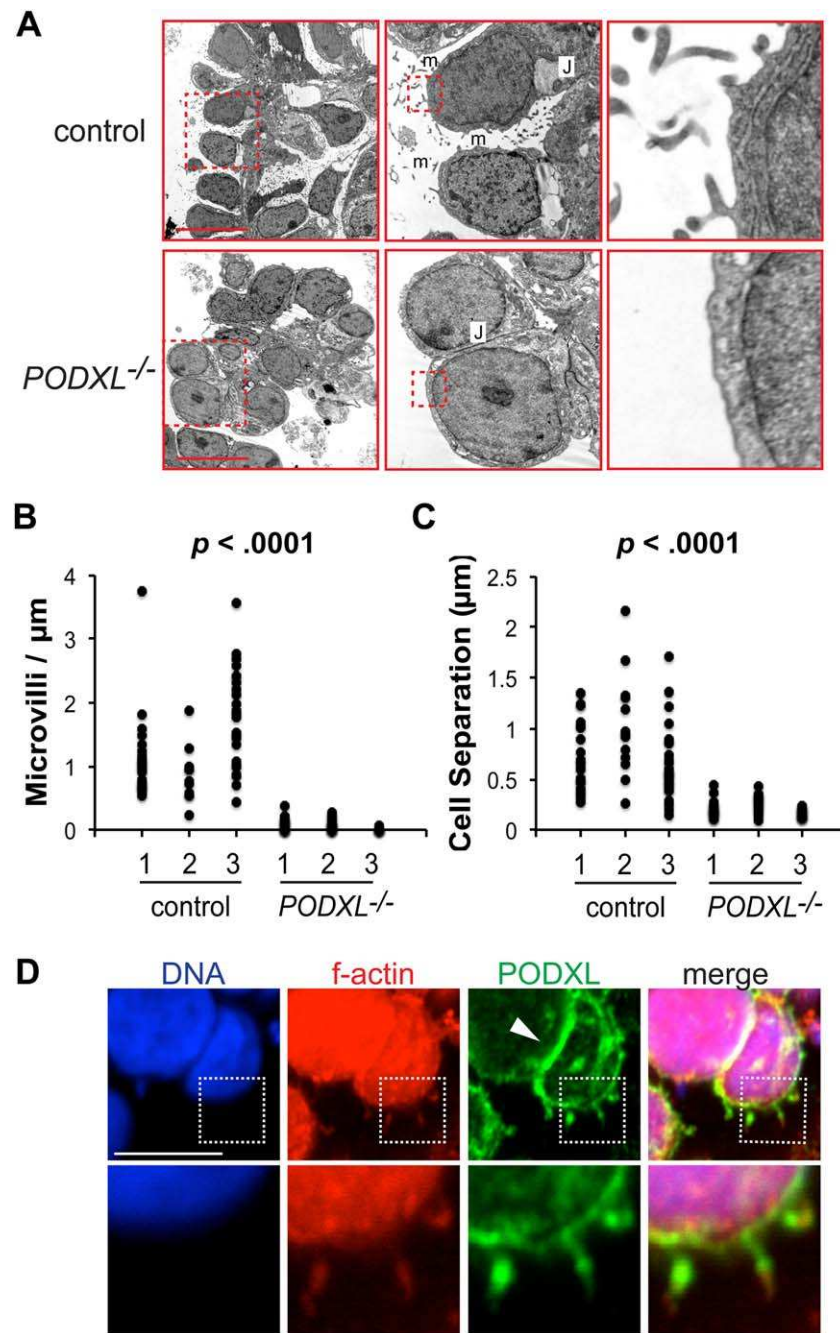 A
control
m
J
m
m
PODXL-/-
J
B
p < .0001
Microvilli / μm
4
3
2
1
0
1 2 3 1 2 3
control PODXL-/-
C
p < .0001
Cell Separation (μm)
2.5
2
1.5
1
0.5
0
1 2 3 1 2 3
control PODXL-/-
D
DNA f-actin PODXL merge